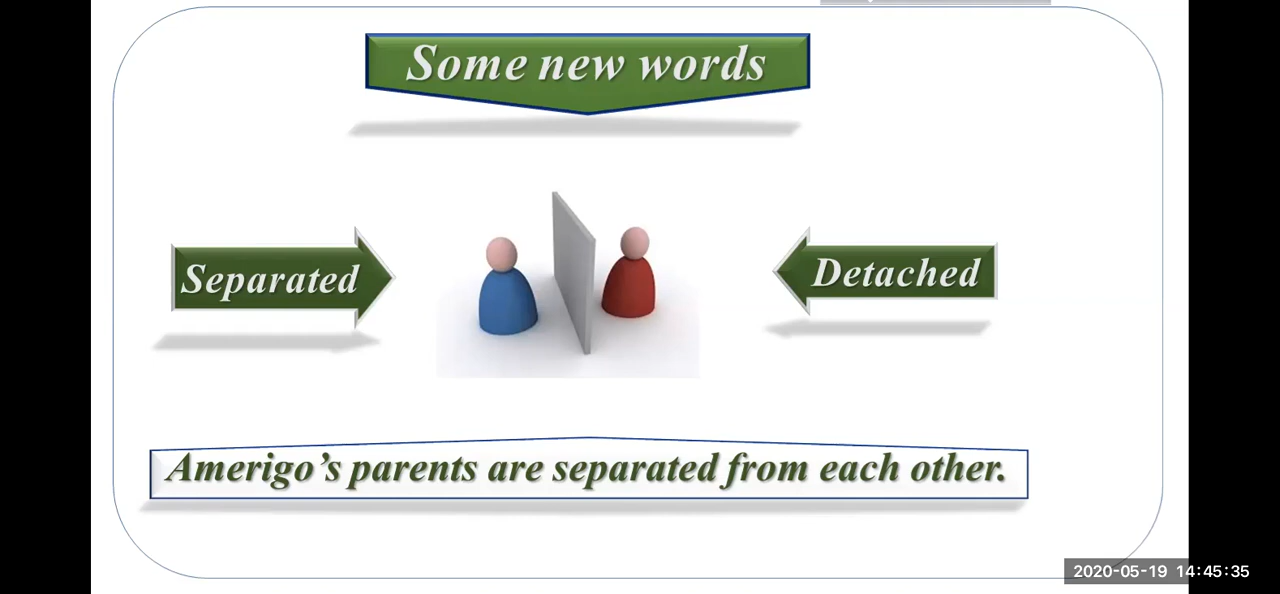 Some new words
Separated
Detached
Amerigo’s parents are separated from each other.
2020-05-19 14:45:35